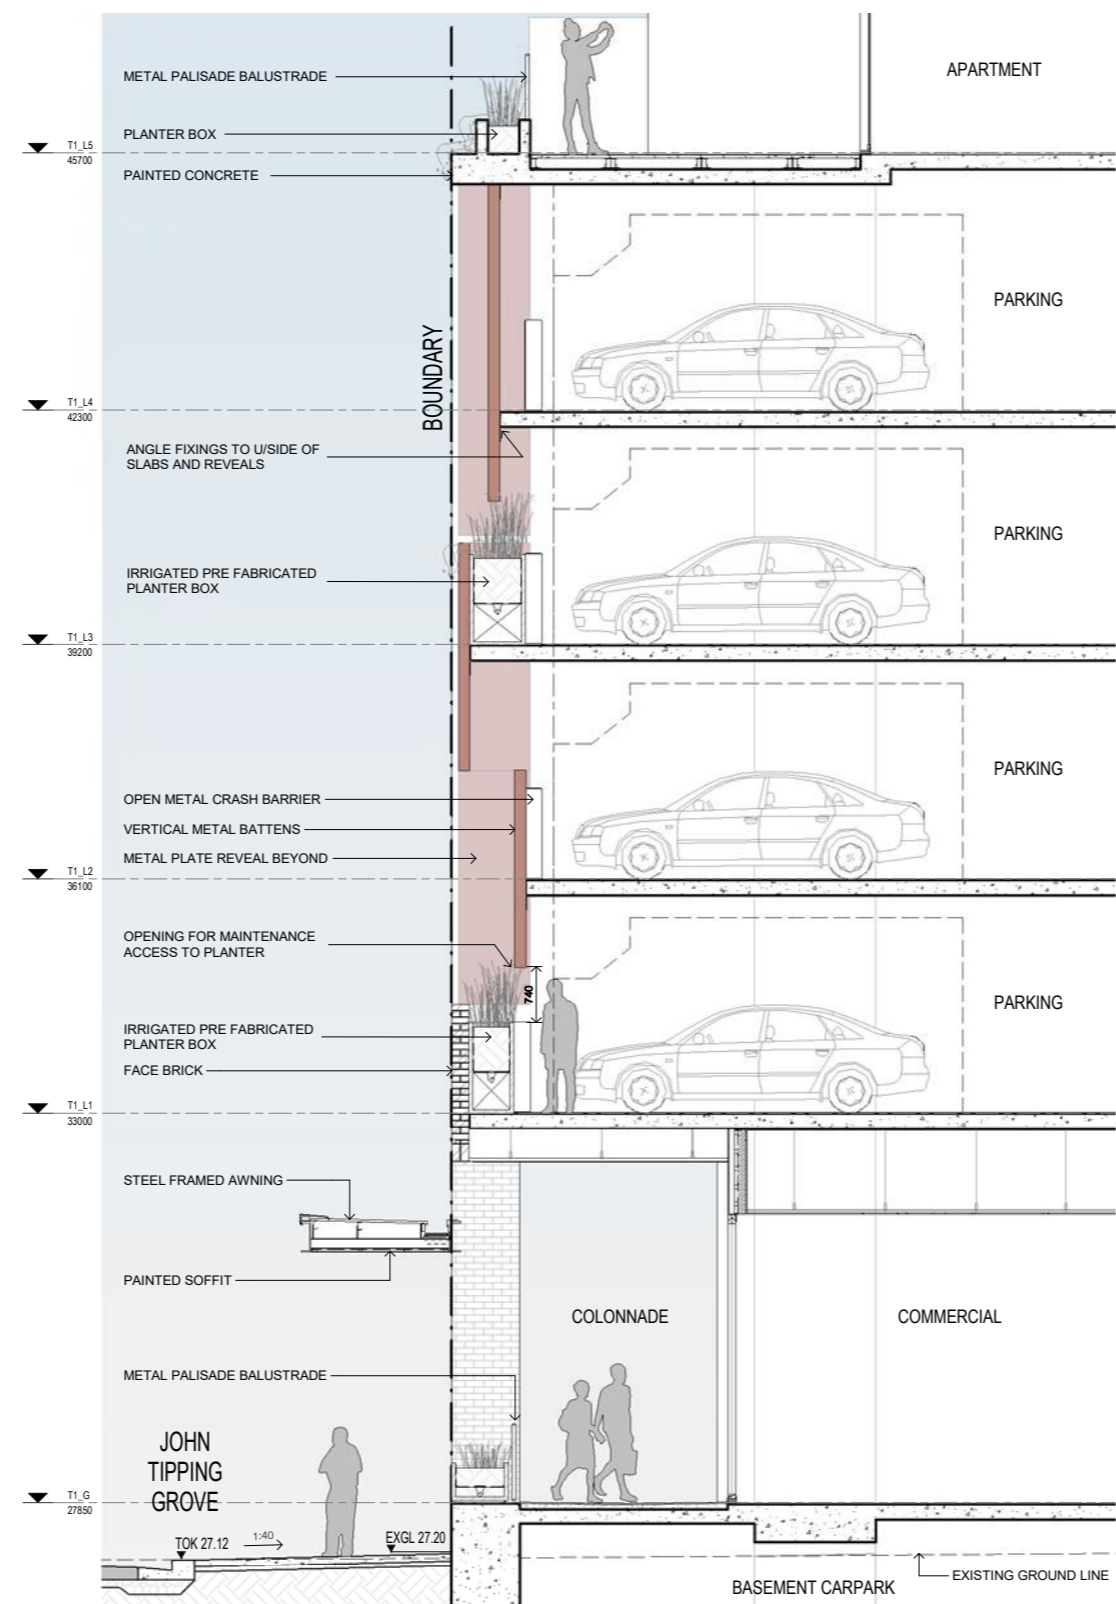 METAL PALISADE BALUSTRADE
APARTMENT
PLANTER BOX
T1_L5
45700
PAINTED CONCRETE
PARKING
BOUNDARY
T1_L4
42300
ANGLE FIXINGS TO U/SIDE OF
SLABS AND REVEALS
PARKING
IRRIGATED PRE FABRICATED
PLANTER BOX
T1_L3
39200
PARKING
OPEN METAL CRASH BARRIER
VERTICAL METAL BATTENS
METAL PLATE REVEAL BEYOND
T1_L2
36100
OPENING FOR MAINTENANCE
ACCESS TO PLANTER
740
PARKING
IRRIGATED PRE FABRICATED
PLANTER BOX
FACE BRICK
T1_L1
33000
STEEL FRAMED AWNING
PAINTED SOFFIT
COLONNADE
COMMERCIAL
METAL PALISADE BALUSTRADE
JOHN
TIPPING
GROVE
T1_G
27850
TOK 27.12
1:40
EXGL 27.20
EXISTING GROUND LINE
BASEMENT CARPARK